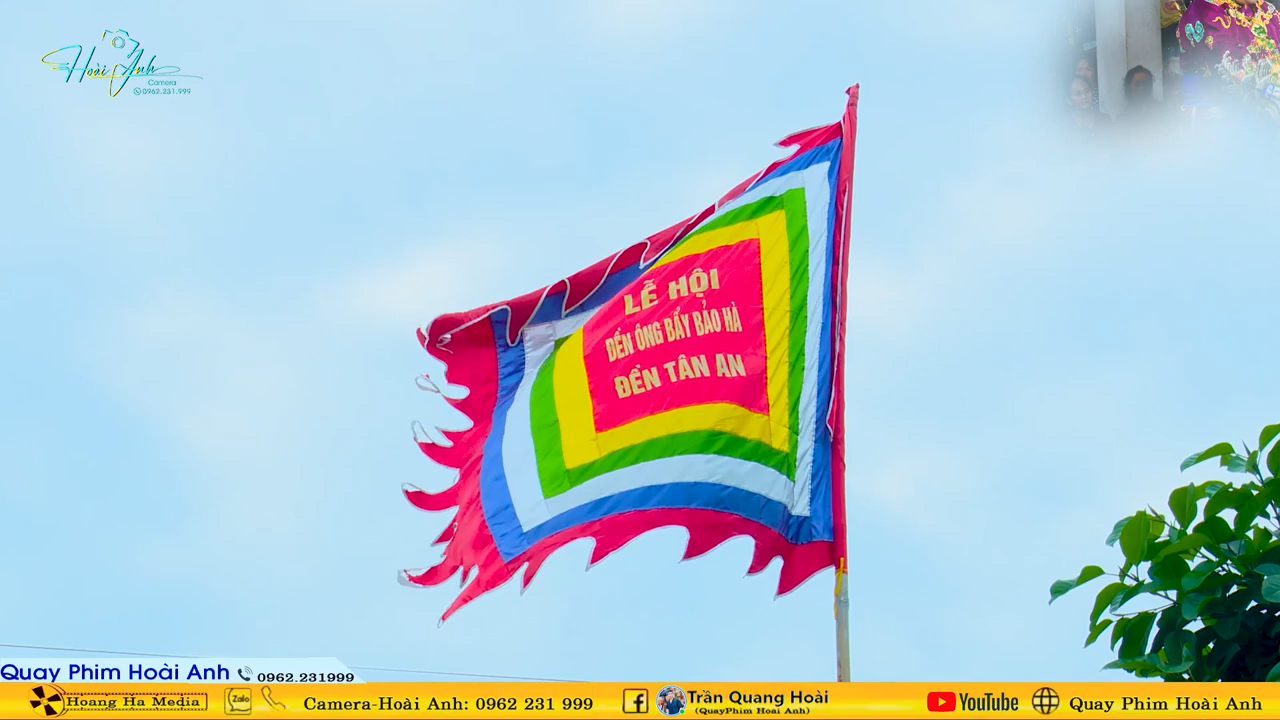 Hoài Anh
Camera
0962.231.999
LỄ HỘI
ĐỀN ÔNG BẨY BẢO HÀ
ĐỀN TÂN AN
Quay Phim Hoài Anh 0962.231999
Hoang Ha Media
Zalo
Camera-Hoài Anh: 0962 231 999
Trần Quang Hoài
(QuayPhim Hoai Anh)
YouTube
Quay Phim Hoài Anh